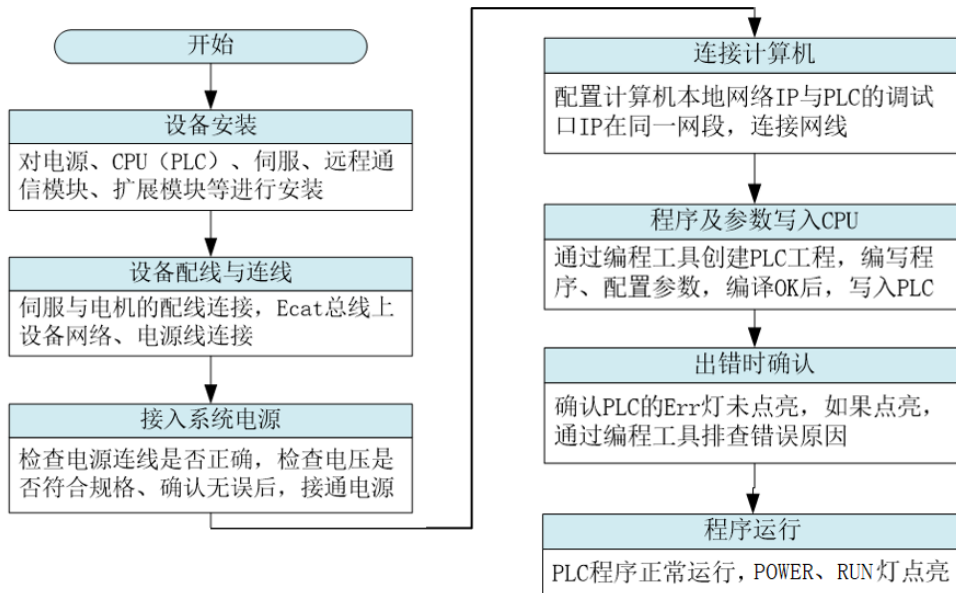 开始
设备安装
对电源、CPU（PLC）、伺服、远程通
信模块、扩展模块等进行安装
设备配线与连线
伺服与电机的配线连接，Ecat总线上
设备网络、电源线连接
接入系统电源
检查电源连线是否正确，检查电压是
否符合规格、确认无误后，接通电源
连接计算机
配置计算机本地网络IP与PLC的调试
口IP在同一网段，连接网线
程序及参数写入CPU
通过编程工具创建PLC工程，编写程
序、配置参数，编译OK后，写入PLC
出错时确认
确认PLC的Err灯未点亮，如果点亮，
通过编程工具排查错误原因
程序运行
PLC程序正常运行，POWER、RUN灯点亮